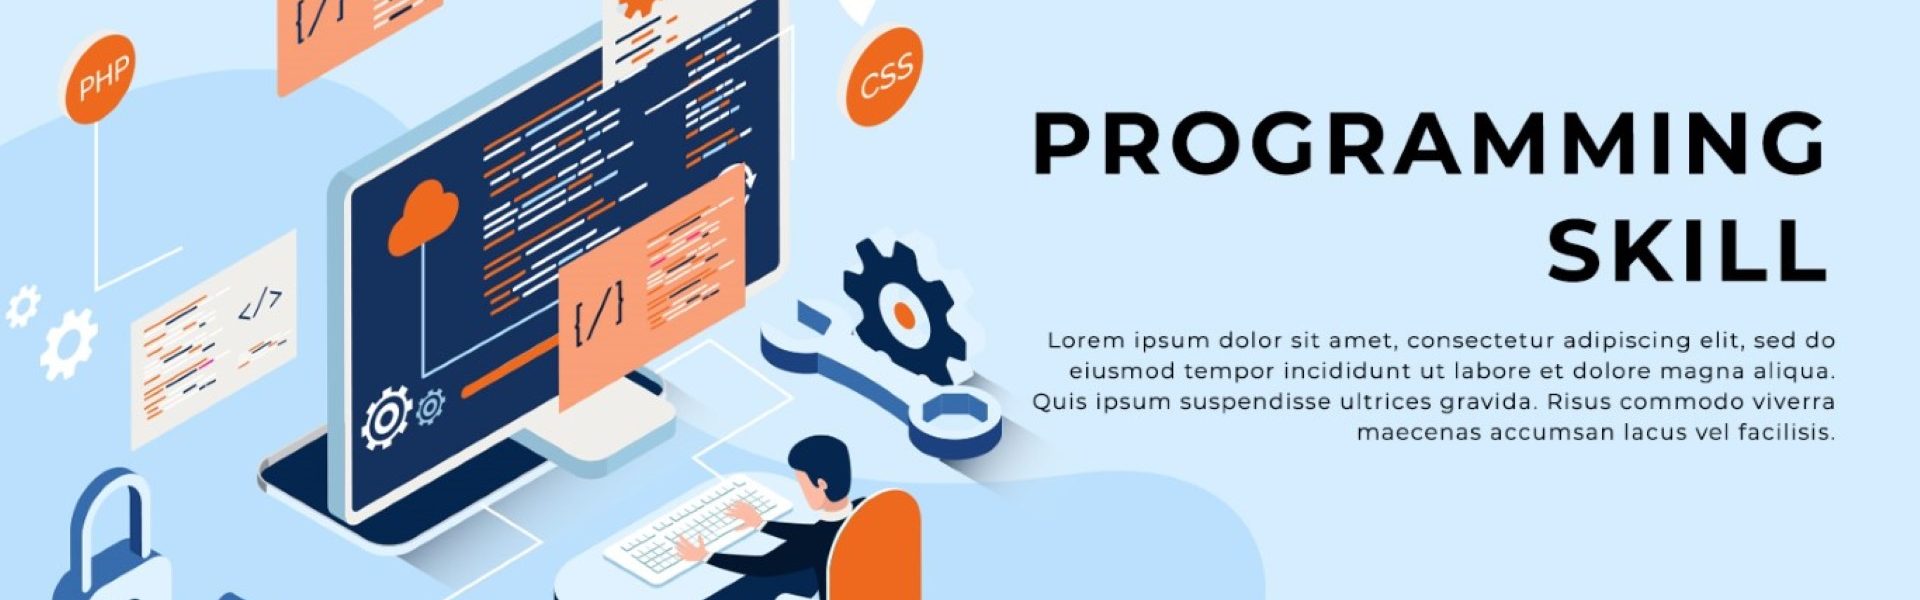 PHP
[/]
CSS
</>
[/]
PROGRAMMING
SKILL
Lorem ipsum dolor sit amet, consectetur adipiscing elit, sed do
eiusmod tempor incididunt ut labore et dolore magna aliqua.
Quis ipsum suspendisse ultrices gravida. Risus commodo viverra
maecenas accumsan lacus vel facilisis.